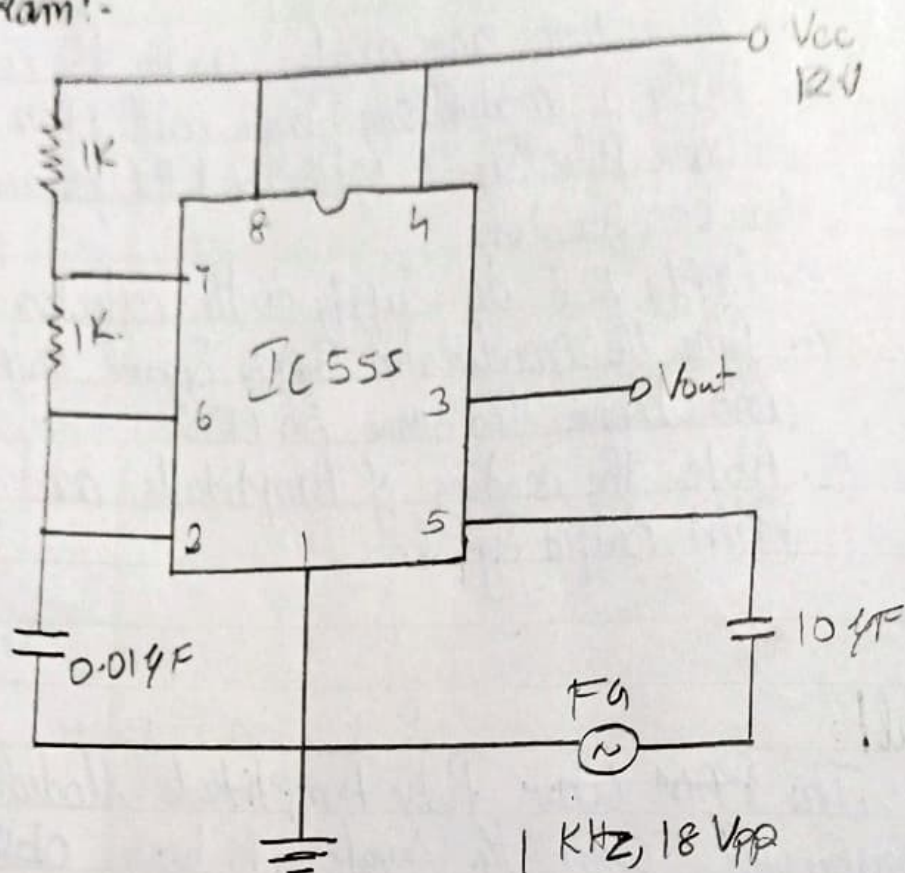 ram:-
Vcc
12V
1K
8
4
7
1K
IC555
6
3
Vout
2
1
5
0.01μF
10μF
FG
~
1 KHz, 18 Vpp